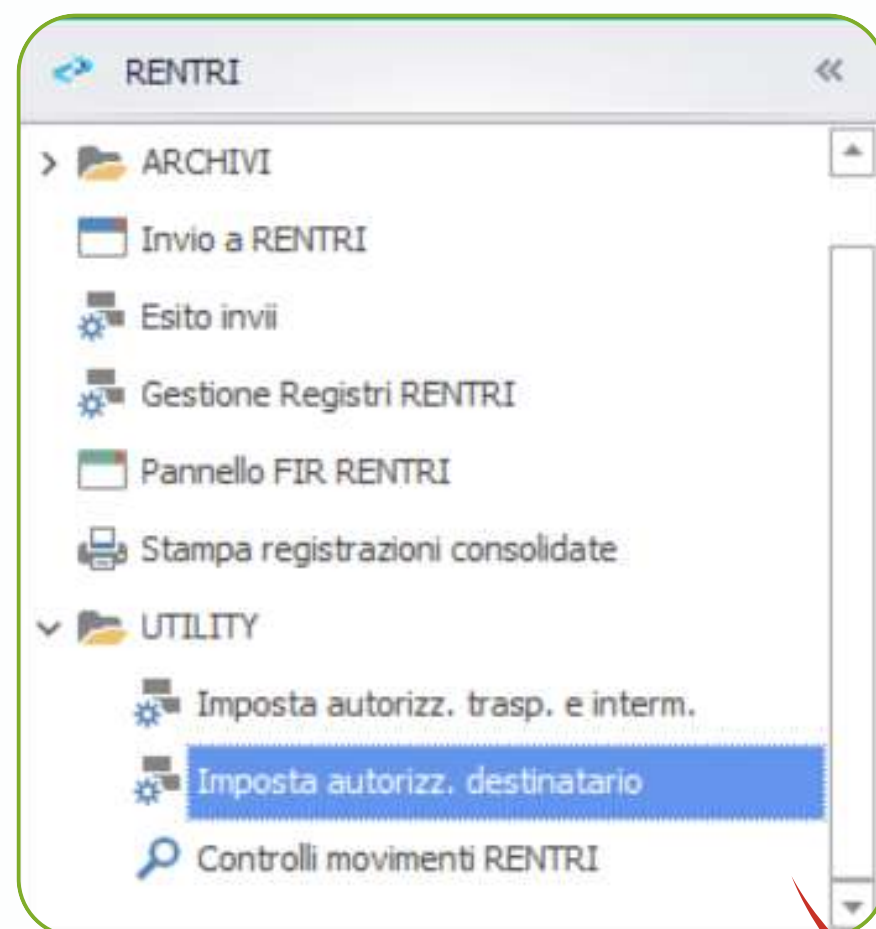 RENTRI
ARCHIVI
Invio a RENTRI
Esito invii
Gestione Registri RENTRI
Pannello FIR RENTRI
Stampa registrazioni consolidate
UTILITY
Imposta autorizz. trasp. e interm.
Imposta autorizz. destinatario
Controlli movimenti RENTRI